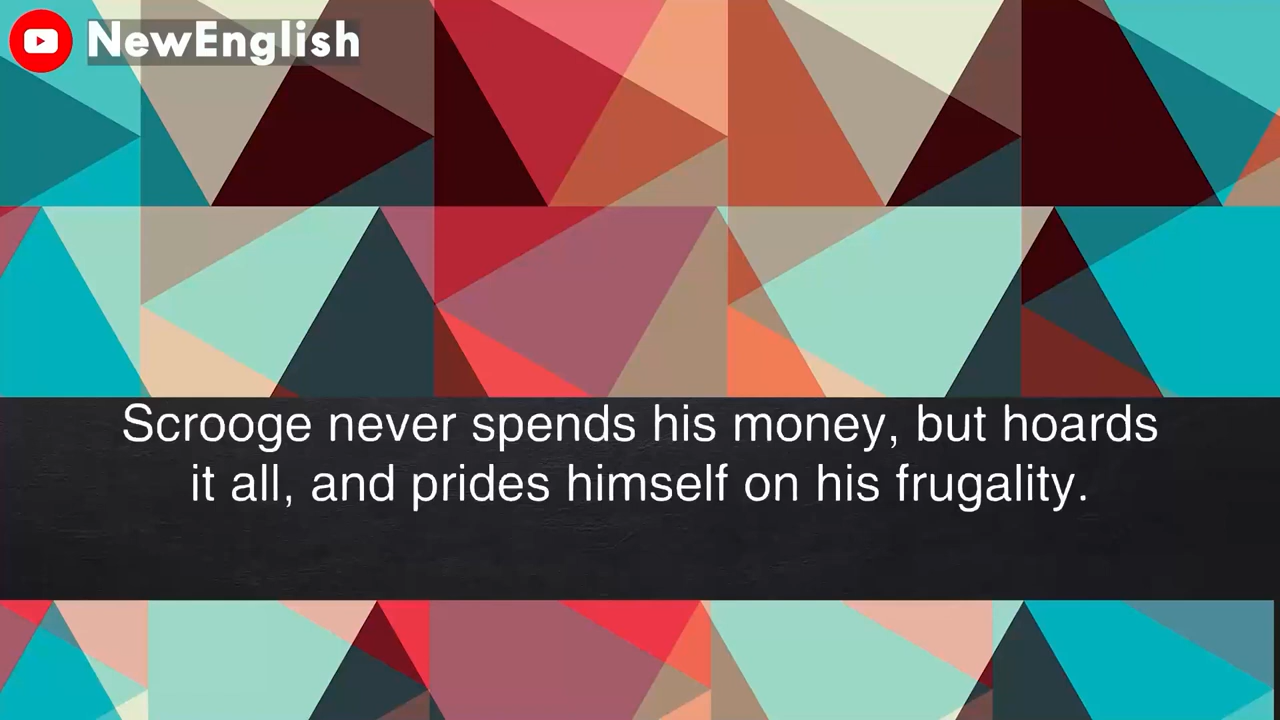 NewEnglish
Scrooge never spends his money, but hoards
it all, and prides himself on his frugality.